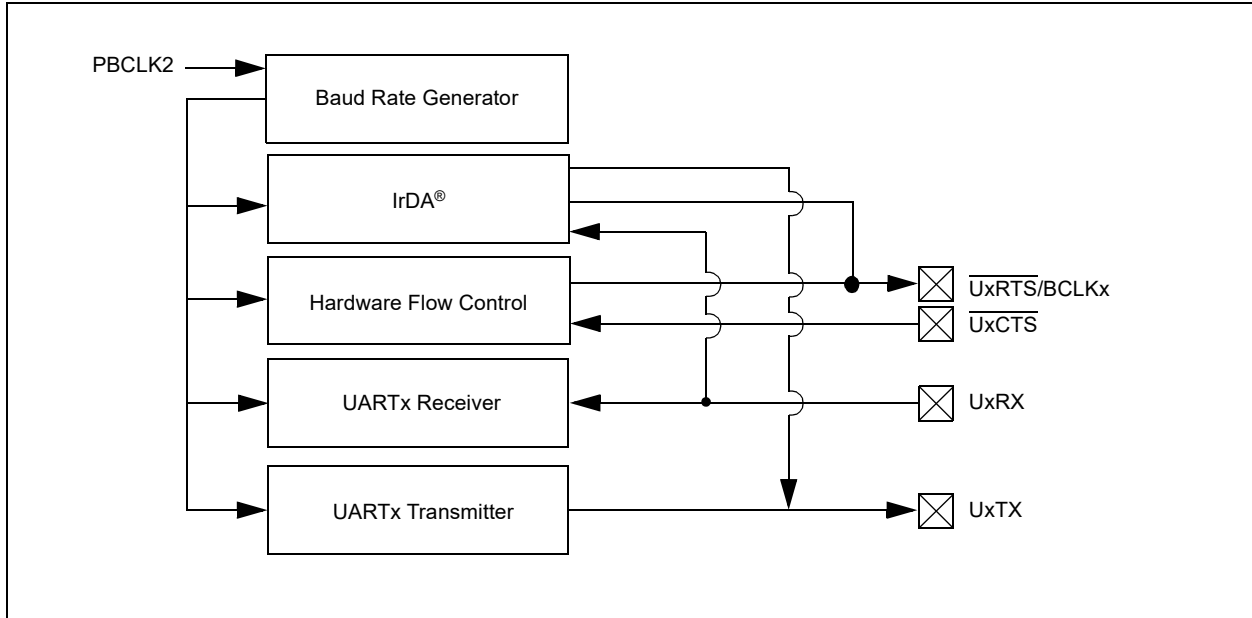 PBCLK2
Baud Rate Generator
IrDA®
Hardware Flow Control
UxRTS/BCLKx
UxCTS
UARTx Receiver
UxRX
UARTx Transmitter
UxTX